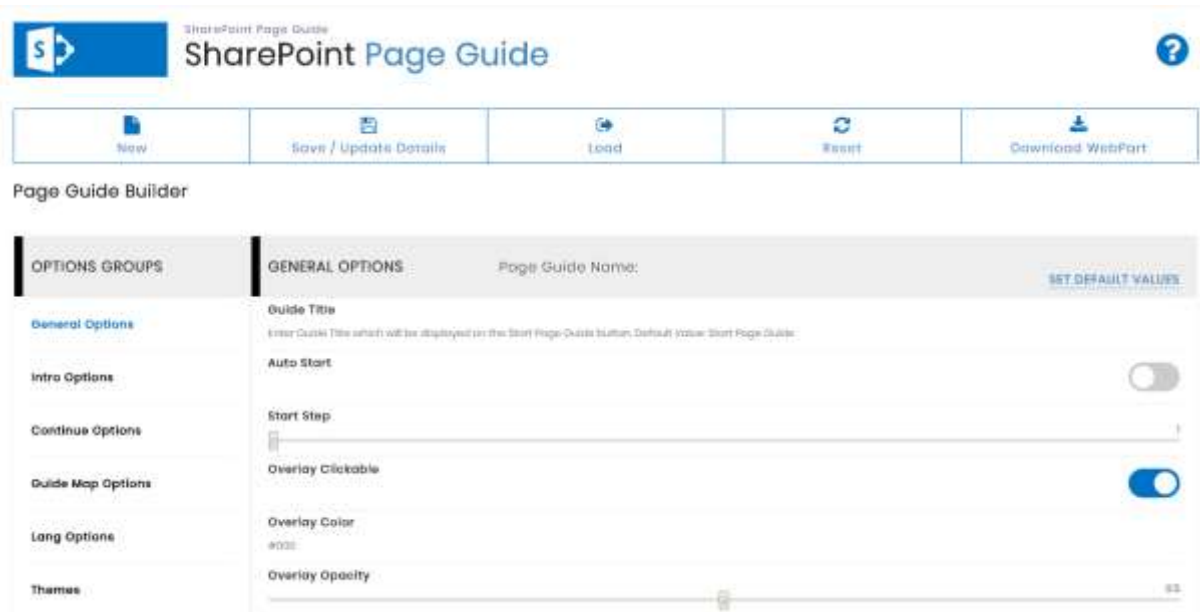 SharePoint Page Guide
SharePoint Page Guide
New
Save / Update Details
Load
Reset
Download WebPart
Page Guide Builder
OPTIONS GROUPS
GENERAL OPTIONS
Page Guide Name:
SET DEFAULT VALUES
General Options
Intro Options
Continue Options
Guide Map Options
Lang Options
Themes
Guide Title
Enter Guide Title which will be displayed on the Start Page Guide button. Default Value: Start Page Guide
Auto Start
Start Step
1
Overlay Clickable
Overlay Color
#000
Overlay Opacity